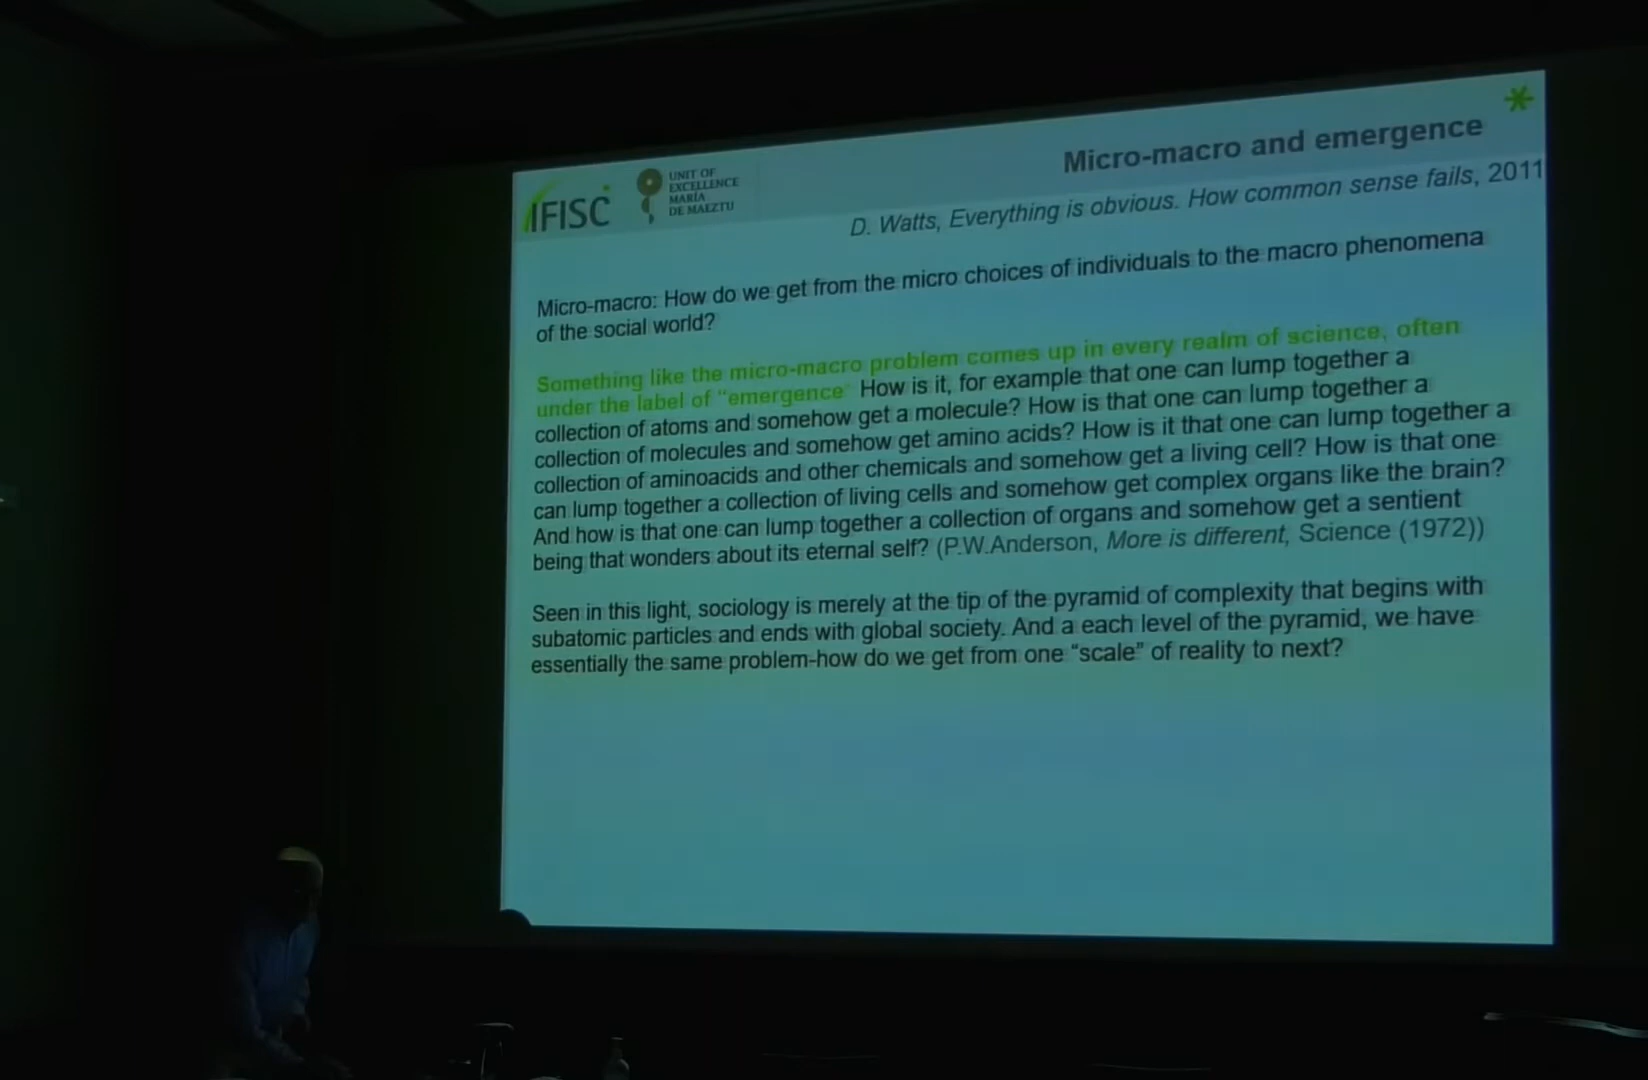 Micro-macro and emergence
IFISC
UNIT OF
EXCELLENCE
MARÍA
DE MAEZTU
D. Watts, Everything is obvious. How common sense fails, 2011
Micro-macro: How do we get from the micro choices of individuals to the macro phenomena
of the social world?
Something like the micro-macro problem comes up in every realm of science, often
under the label of “emergence” How is it, for example that one can lump together a
collection of atoms and somehow get a molecule? How is that one can lump together a
collection of molecules and somehow get amino acids? How is it that one can lump together a
collection of aminoacids and other chemicals and somehow get a living cell? How is that one
can lump together a collection of living cells and somehow get complex organs like the brain?
And how is that one can lump together a collection of organs and somehow get a sentient
being that wonders about its eternal self? (P.W.Anderson, More is different, Science (1972))
Seen in this light, sociology is merely at the tip of the pyramid of complexity that begins with
subatomic particles and ends with global society. And a each level of the pyramid, we have
essentially the same problem-how do we get from one “scale” of reality to next?